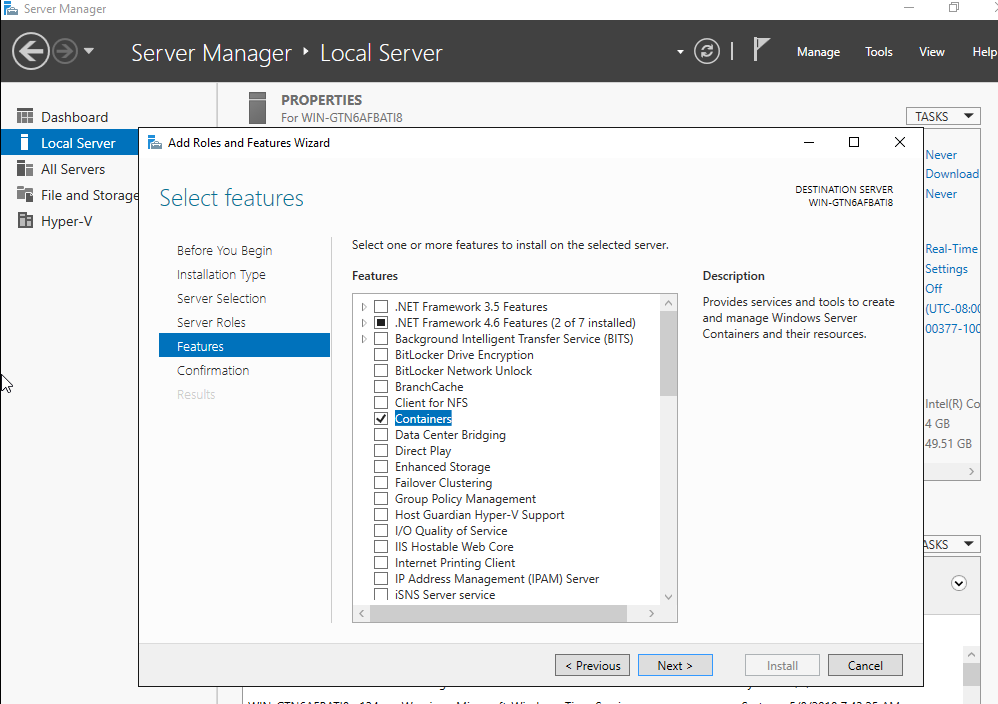 Server Manager
Server Manager ‣ Local Server
Manage Tools View Help
Dashboard
Local Server
All Servers
File and Storage
Hyper-V
PROPERTIES
For WIN-GTN6AFBATI8
TASKS
Never
Download
Never
Real-Time
Settings
Off
(UTC-08:00
00377-100
Intel(R) Co
4 GB
49.51 GB
TASKS
Add Roles and Features Wizard
Select features
DESTINATION SERVER
WIN-GTN6AFBATI8
Before You Begin
Installation Type
Server Selection
Server Roles
Features
Confirmation
Results
Select one or more features to install on the selected server.
Features
.NET Framework 3.5 Features
.NET Framework 4.6 Features (2 of 7 installed)
Background Intelligent Transfer Service (BITS)
BitLocker Drive Encryption
BitLocker Network Unlock
BranchCache
Client for NFS
Containers
Data Center Bridging
Direct Play
Enhanced Storage
Failover Clustering
Group Policy Management
Host Guardian Hyper-V Support
I/O Quality of Service
IIS Hostable Web Core
Internet Printing Client
IP Address Management (IPAM) Server
iSNS Server service
Description
Provides services and tools to create
and manage Windows Server
Containers and their resources.
< Previous
Next >
Install
Cancel